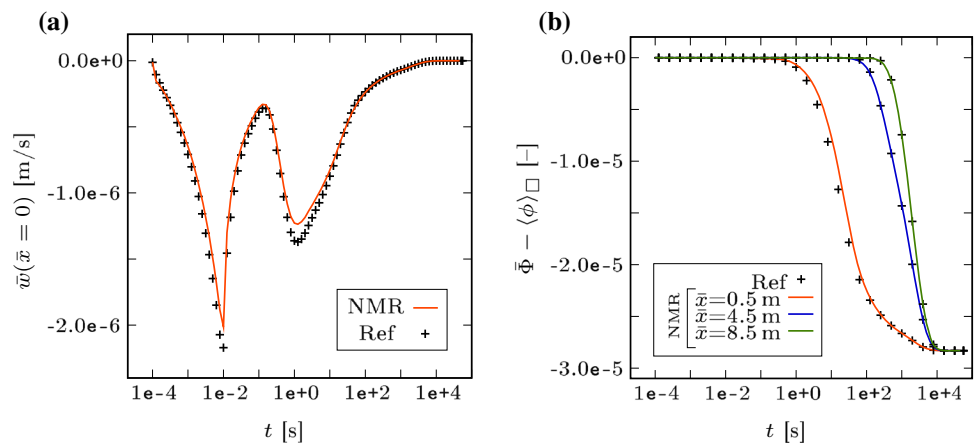 (a)
0.0e+0
-1.0e-6
-2.0e-6
w̄(x̄ = 0) [m/s]
NMR
Ref
1e-4 1e-2 1e+0 1e+2 1e+4
t [s]
(b)
0.0e+0
-1.0e-5
-2.0e-5
-3.0e-5
Φ̄ − ⟨ϕ⟩□ [–]
Ref
NMR
x̄=0.5 m
x̄=4.5 m
x̄=8.5 m
1e-4 1e-2 1e+0 1e+2 1e+4
t [s]